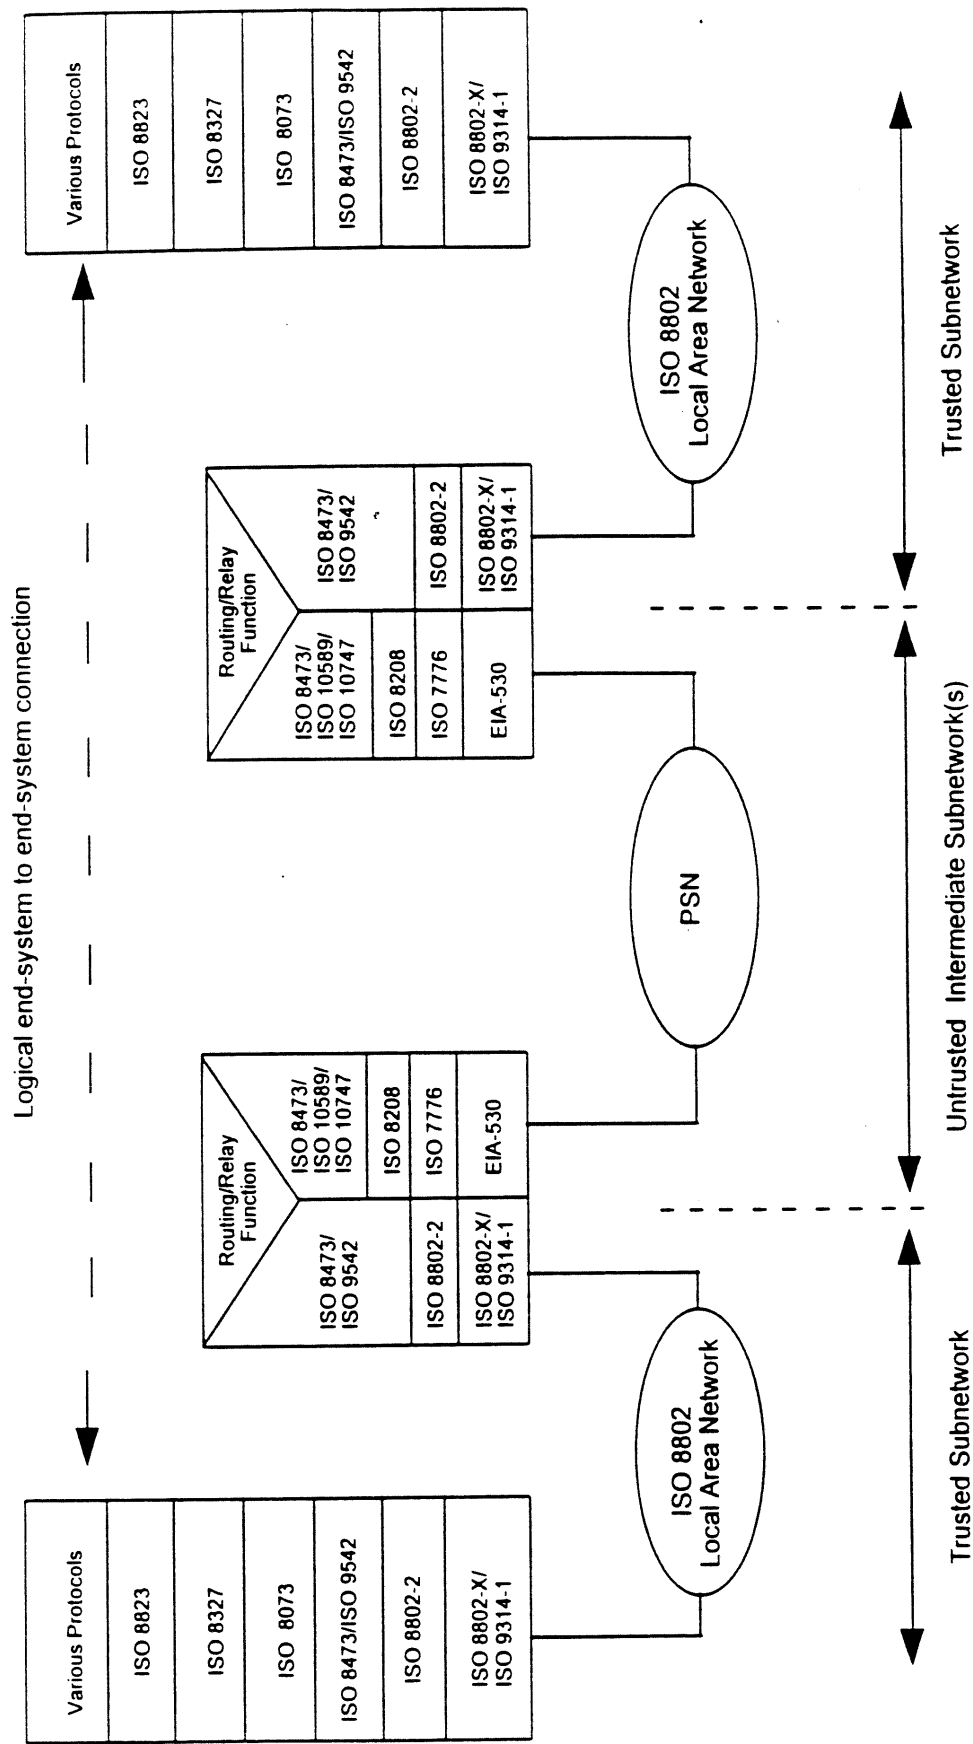 Logical end-system to end-system connection
Various Protocols
ISO 8823
ISO 8327
ISO 8073
ISO 8473/ISO 9542
ISO 8802-2
ISO 8802-X/
ISO 9314-1
Routing/Relay
Function
ISO 8473/
ISO 9542
ISO 8802-2
ISO 8802-X/
ISO 9314-1
ISO 8473/
ISO 10589/
ISO 10747
ISO 8208
ISO 7776
EIA-530
Routing/Relay
Function
ISO 8473/
ISO 10589/
ISO 10747
ISO 8208
ISO 7776
EIA-530
ISO 8473/
ISO 9542
ISO 8802-2
ISO 8802-X/
ISO 9314-1
Various Protocols
ISO 8823
ISO 8327
ISO 8073
ISO 8473/ISO 9542
ISO 8802-2
ISO 8802-X/
ISO 9314-1
ISO 8802
Local Area Network
PSN
ISO 8802
Local Area Network
Trusted Subnetwork
Untrusted Intermediate Subnetwork(s)
Trusted Subnetwork